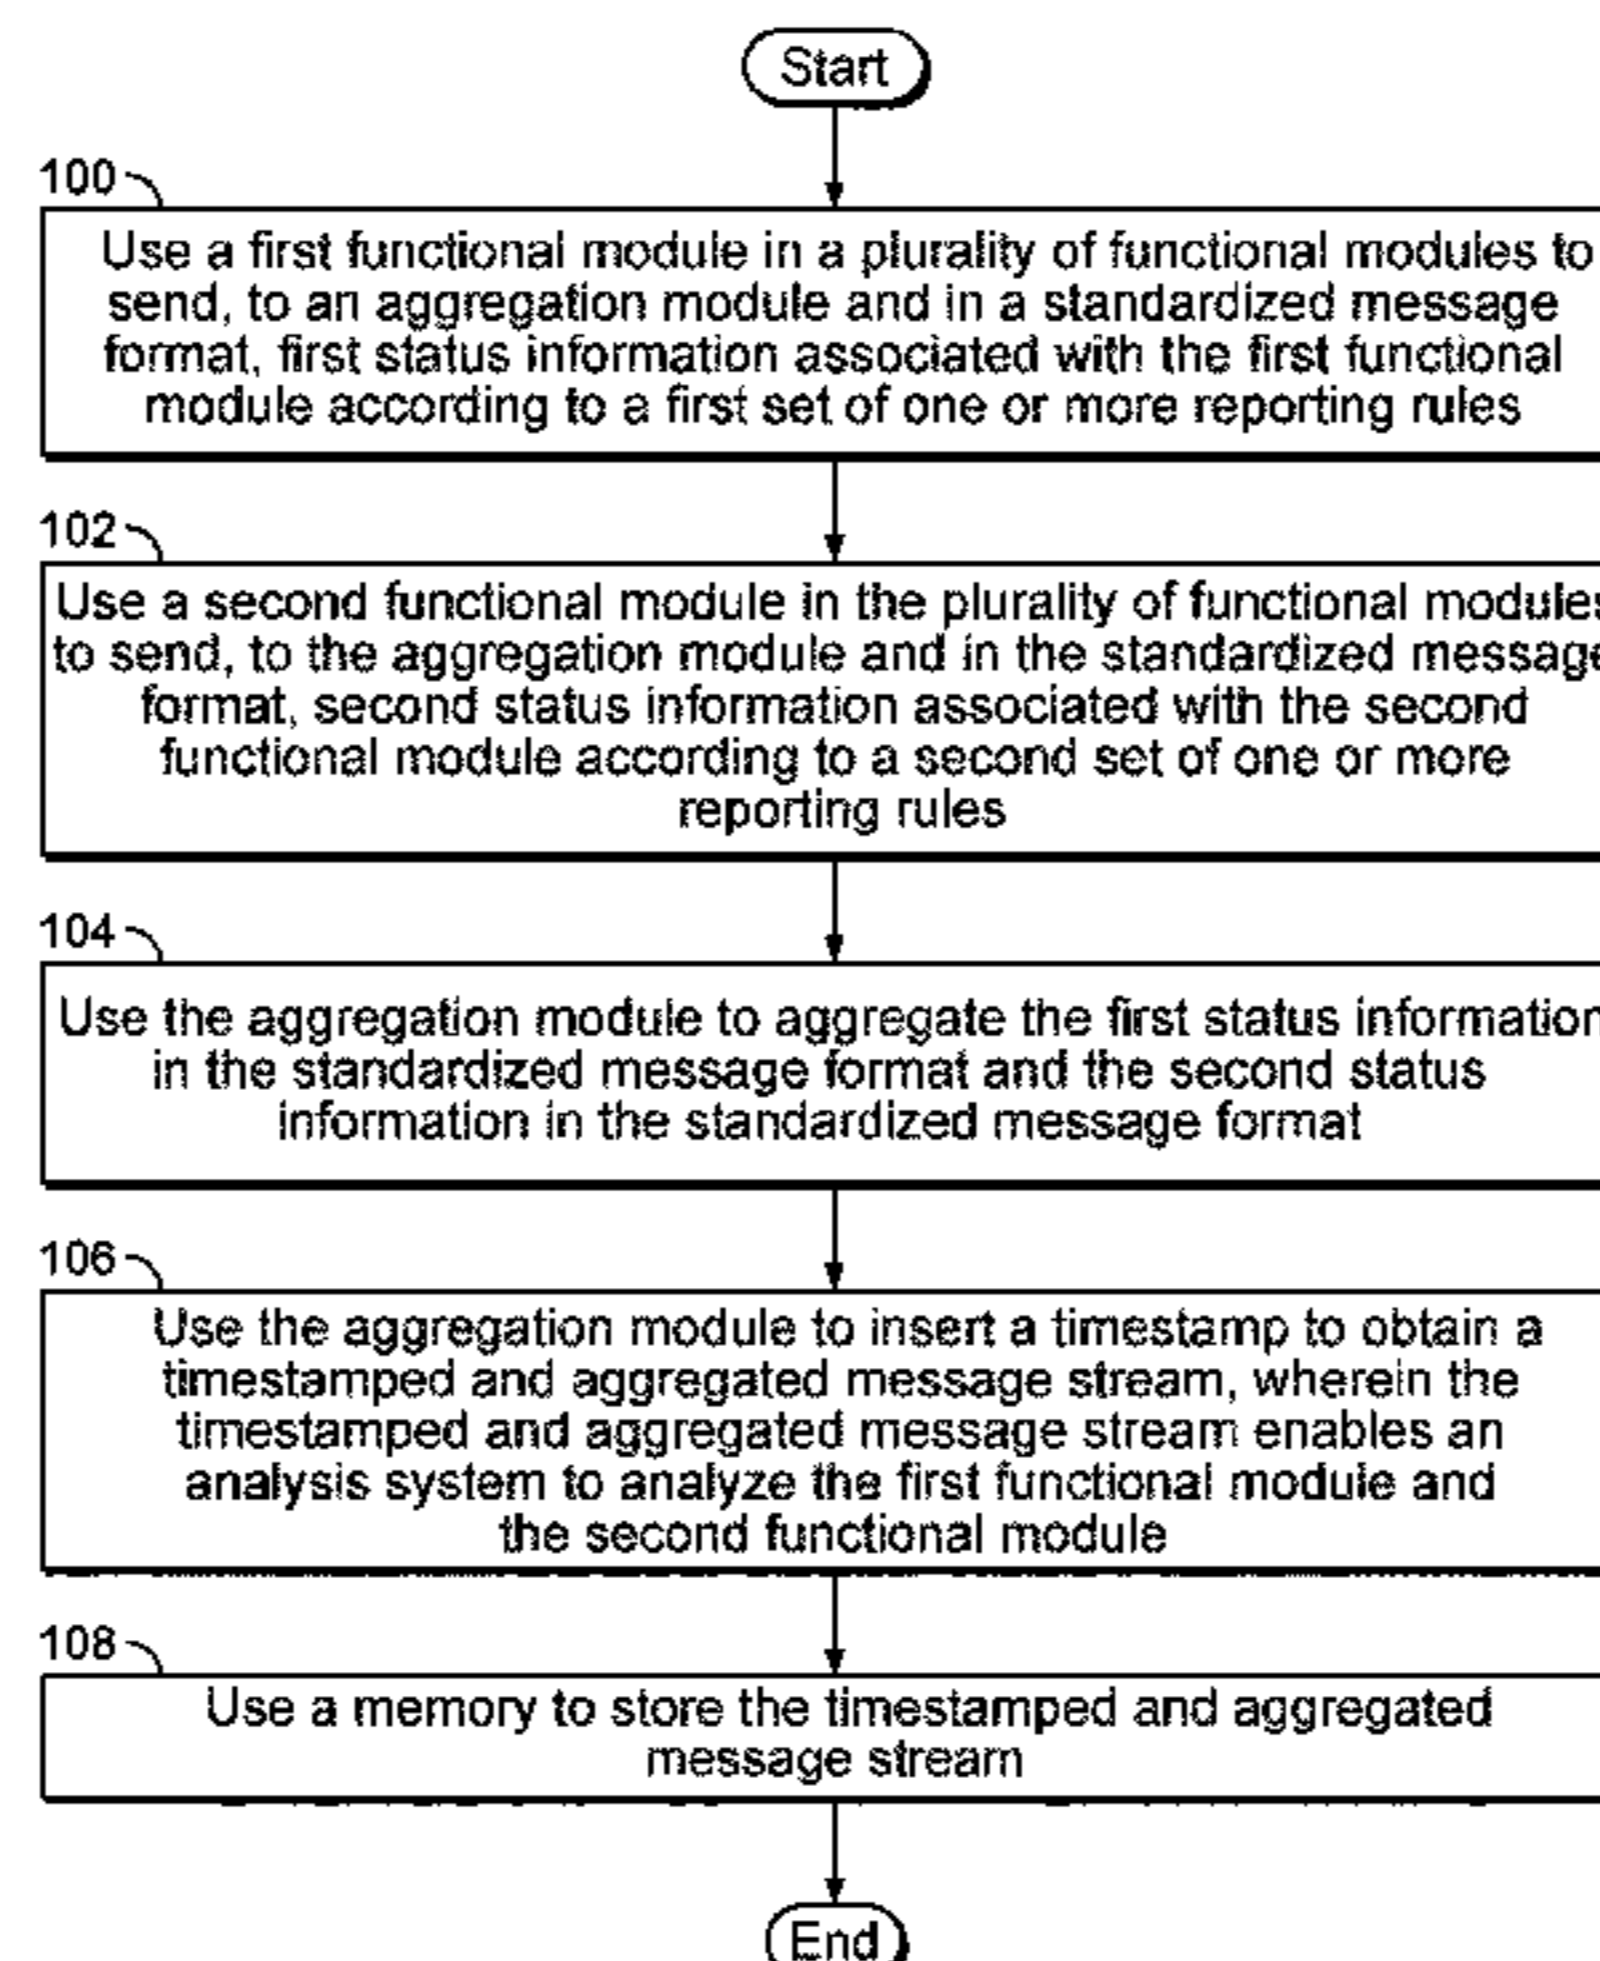 Start
100
Use a first functional module in a plurality of functional modules to
send, to an aggregation module and in a standardized message
format, first status information associated with the first functional
module according to a first set of one or more reporting rules
102
Use a second functional module in the plurality of functional modules
to send, to the aggregation module and in the standardized message
format, second status information associated with the second
functional module according to a second set of one or more
reporting rules
104
Use the aggregation module to aggregate the first status information
in the standardized message format and the second status
information in the standardized message format
106
Use the aggregation module to insert a timestamp to obtain a
timestamped and aggregated message stream, wherein the
timestamped and aggregated message stream enables an
analysis system to analyze the first functional module and
the second functional module
108
Use a memory to store the timestamped and aggregated
message stream
End